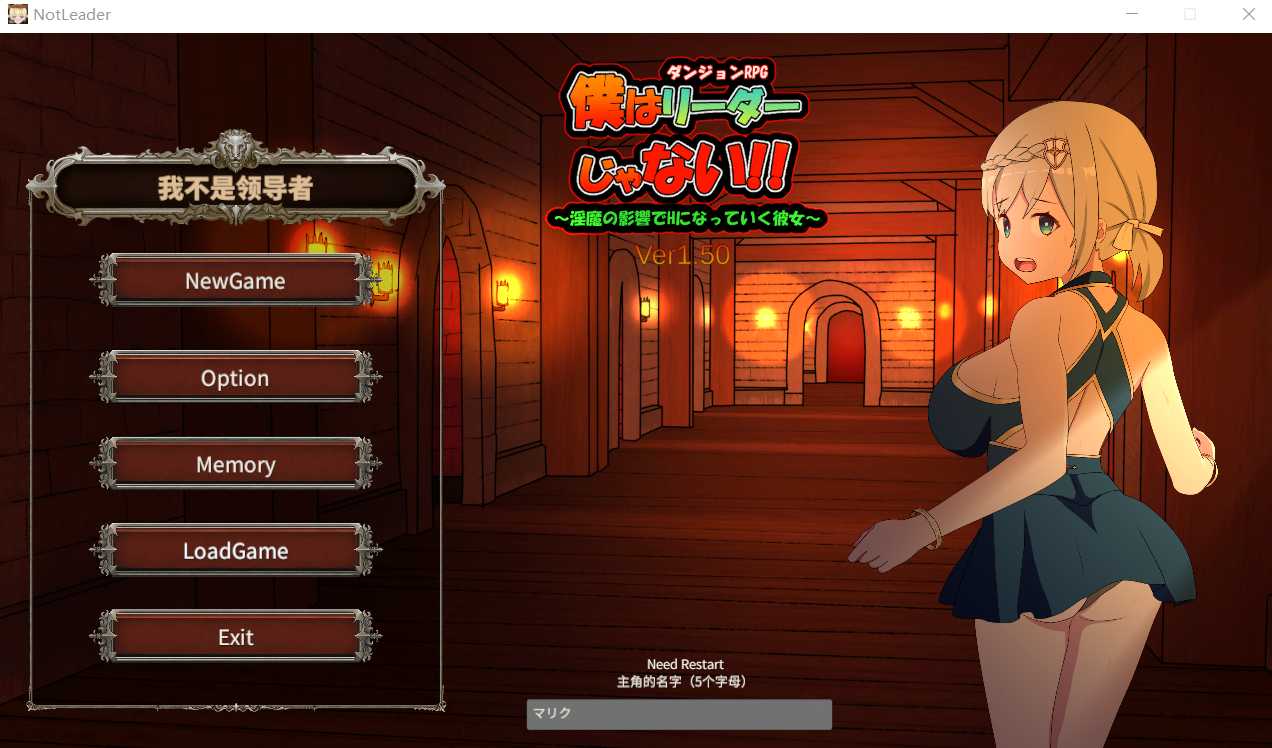 NotLeader
ダンジョンRPG
僕はリーダー
じゃない!!
～淫魔の影響でHになっていく彼女～
Ver1.50
我不是领导者
NewGame
Option
Memory
LoadGame
Exit
Need Restart
主角的名字（5个字母）
マリク